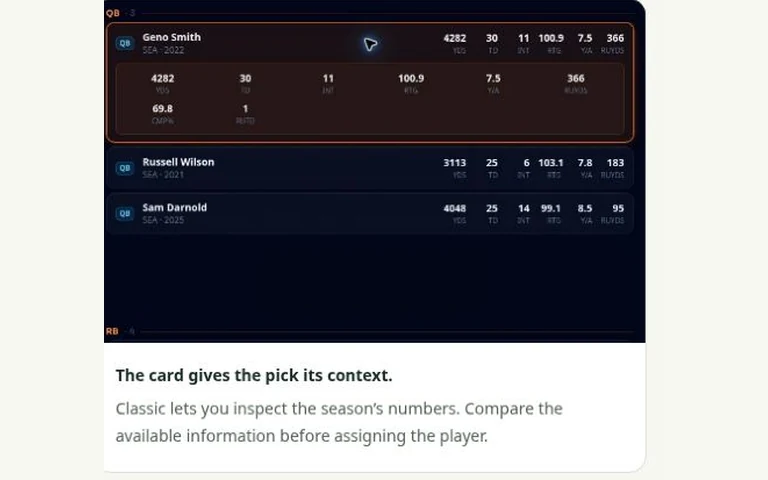 QB · 3
QB Geno Smith 4282 30 11 100.9 7.5 366
SEA · 2022 YDS TD INT RTG Y/A RUYDS
4282 30 11 100.9 7.5 366
YDS TD INT RTG Y/A RUYDS
69.8 1
CMP% RUTD
QB Russell Wilson 3113 25 6 103.1 7.8 183
SEA · 2021 YDS TD INT RTG Y/A RUYDS
QB Sam Darnold 4048 25 14 99.1 8.5 95
SEA · 2025 YDS TD INT RTG Y/A RUYDS
RB · 6
The card gives the pick its context.
Classic lets you inspect the season’s numbers. Compare the
available information before assigning the player.